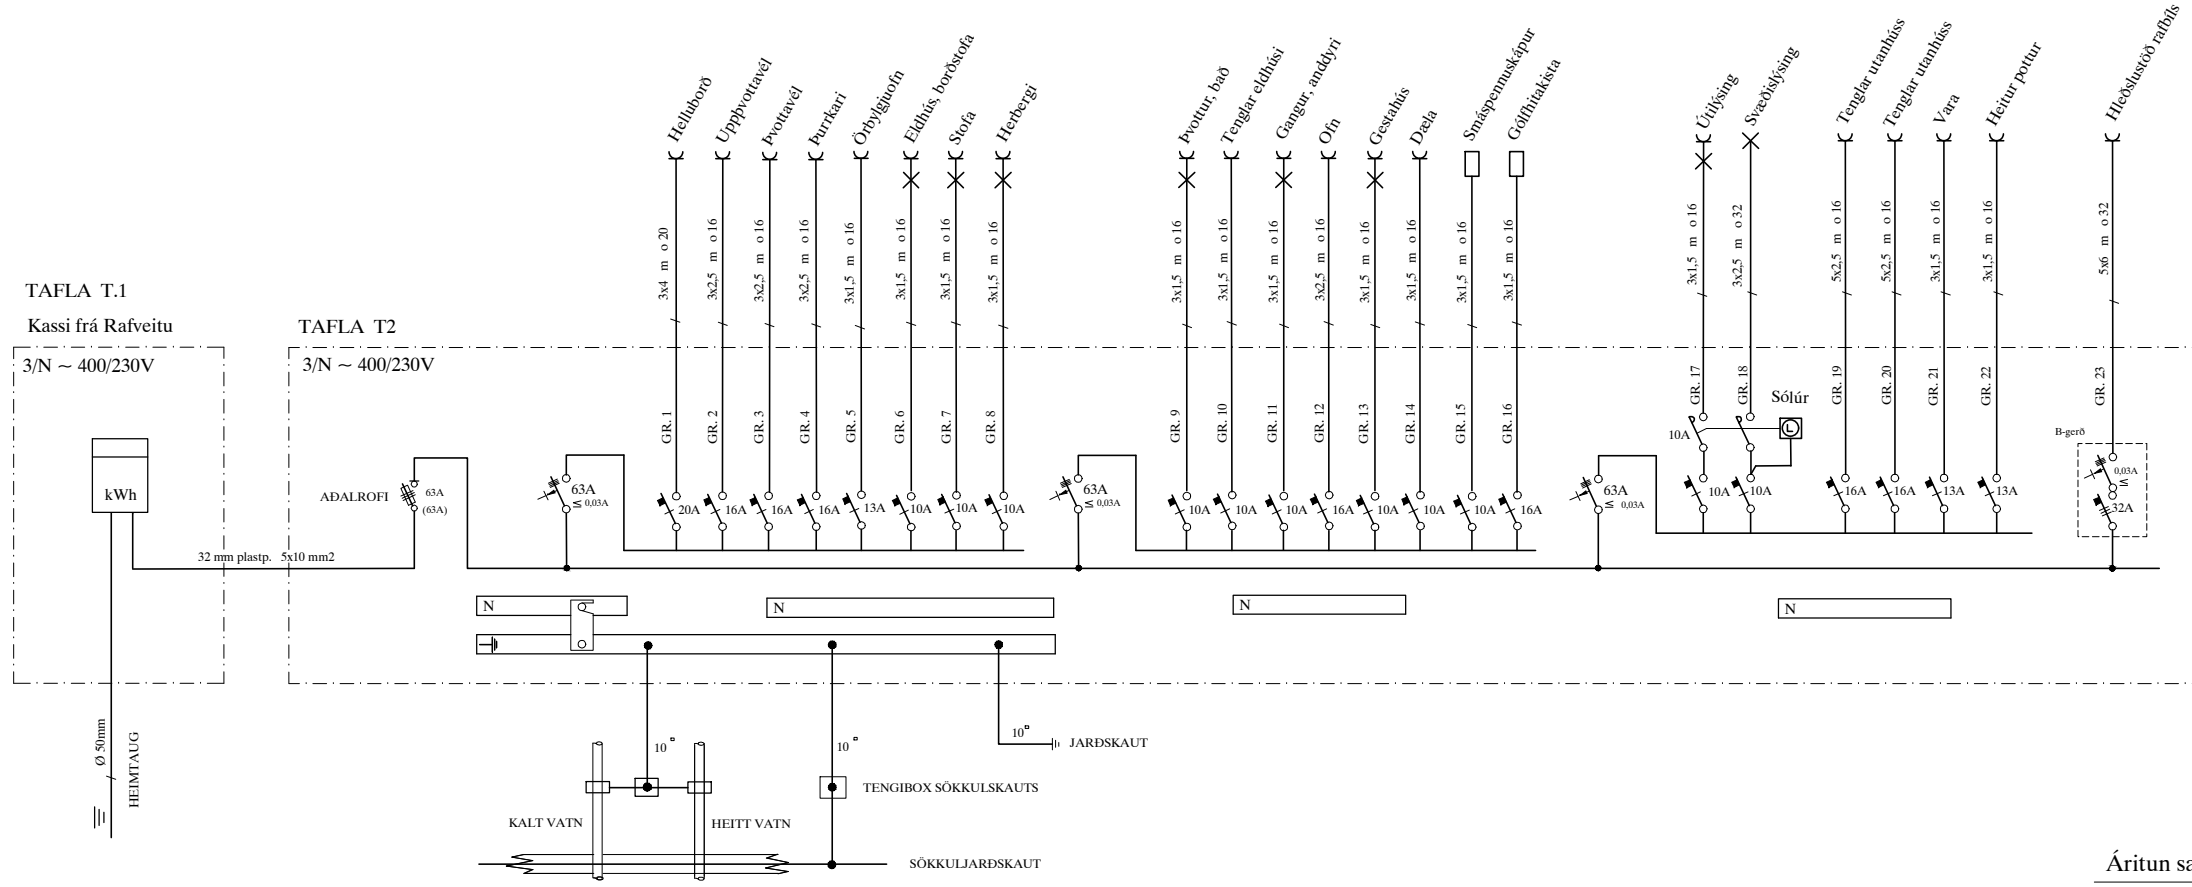 TAFLA T.1
Kassi frá Rafveitu
3/N ~ 400/230V
kWh
Ø 50mm
HEIMTAUG
32 mm plastp. 5x10 mm2
TAFLA T2
3/N ~ 400/230V
AÐALROFI
63A
(63A)
63A
≤ 0,03A
Helluborð
Uppþvottavél
Þvottavél
Þurrkari
Örbylgjuofn
Eldhús, borðstofa
Stofa
Herbergi
3x4 m o 20
3x2,5 m o 16
3x2,5 m o 16
3x2,5 m o 16
3x1,5 m o 16
3x1,5 m o 16
3x1,5 m o 16
3x1,5 m o 16
GR. 1
GR. 2
GR. 3
GR. 4
GR. 5
GR. 6
GR. 7
GR. 8
20A
16A
16A
16A
13A
10A
10A
10A
63A
≤ 0,03A
Þvottur, bað
Tenglar eldhúsi
Gangur, anddyri
Ofn
Gestahús
Dæla
Smáspennuskápur
Gólfhitakista
3x1,5 m o 16
3x1,5 m o 16
3x1,5 m o 16
3x2,5 m o 16
3x1,5 m o 16
3x1,5 m o 16
3x1,5 m o 16
3x1,5 m o 16
GR. 9
GR. 10
GR. 11
GR. 12
GR. 13
GR. 14
GR. 15
GR. 16
10A
10A
10A
16A
10A
10A
10A
16A
63A
≤ 0,03A
Útilýsing
Svæðislýsing
Tenglar utanhúss
Tenglar utanhúss
Vara
Heitur pottur
3x1,5 m o 16
3x2,5 m o 32
5x2,5 m o 16
5x2,5 m o 16
3x1,5 m o 16
3x1,5 m o 16
GR. 17
GR. 18
GR. 19
GR. 20
GR. 21
GR. 22
Sólúr
L
10A
10A
10A
16A
16A
13A
13A
Hleðslustöð rafbíls
5x6 m o 32
GR. 23
B-gerð
0,03A
≤
32A
N
N
N
N
10
10
10
JARÐSKAUT
TENGIBOX SÖKKULSKAUTS
KALT VATN
HEITT VATN
SÖKKULJARÐSKAUT
Áritun sa